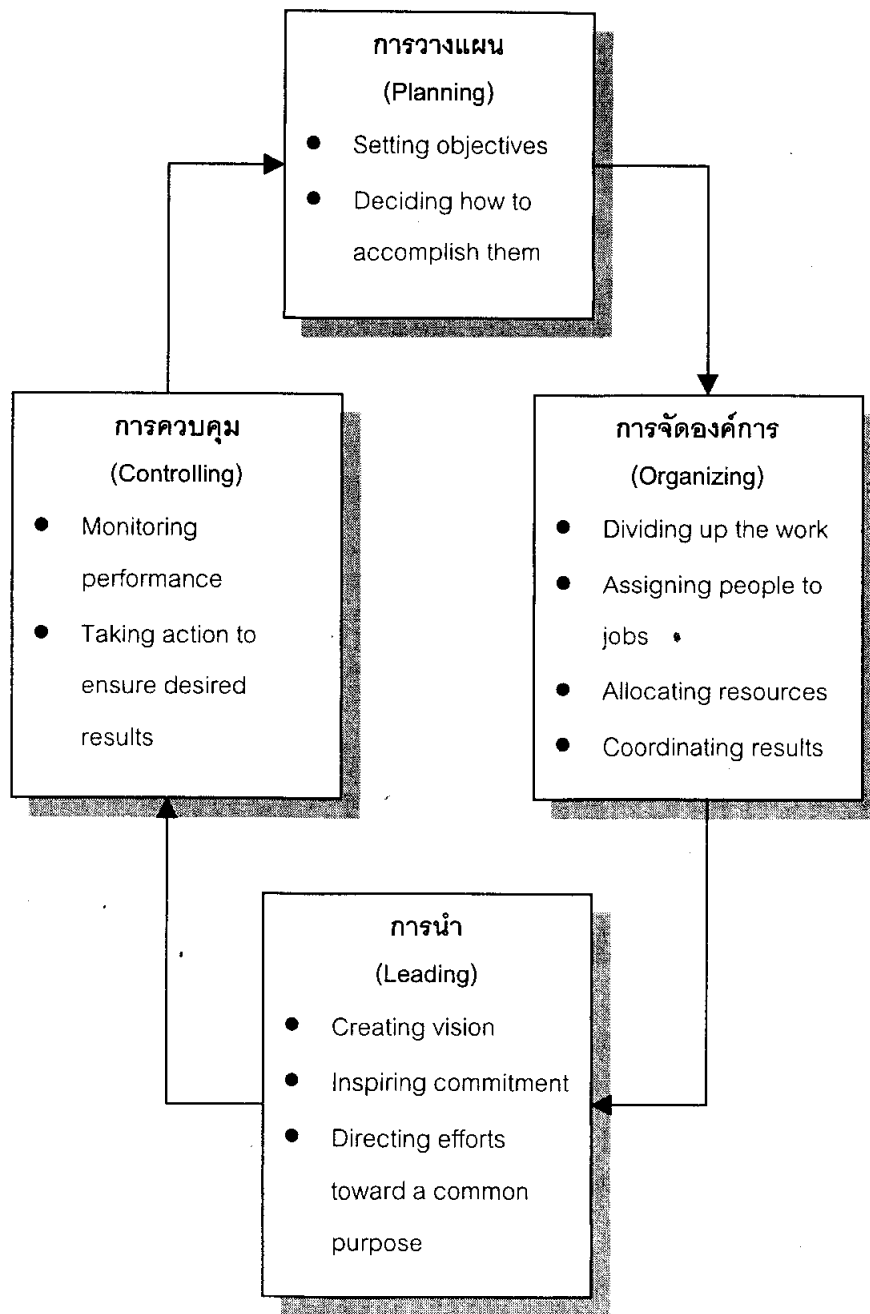 การวางแผน
(Planning)
● Setting objectives
● Deciding how to
accomplish them
การควบคุม
(Controlling)
● Monitoring
performance
● Taking action to
ensure desired
results
การจัดองค์การ
(Organizing)
● Dividing up the work
● Assigning people to
jobs
● Allocating resources
● Coordinating results
การนำ
(Leading)
● Creating vision
● Inspiring commitment
● Directing efforts
toward a common
purpose